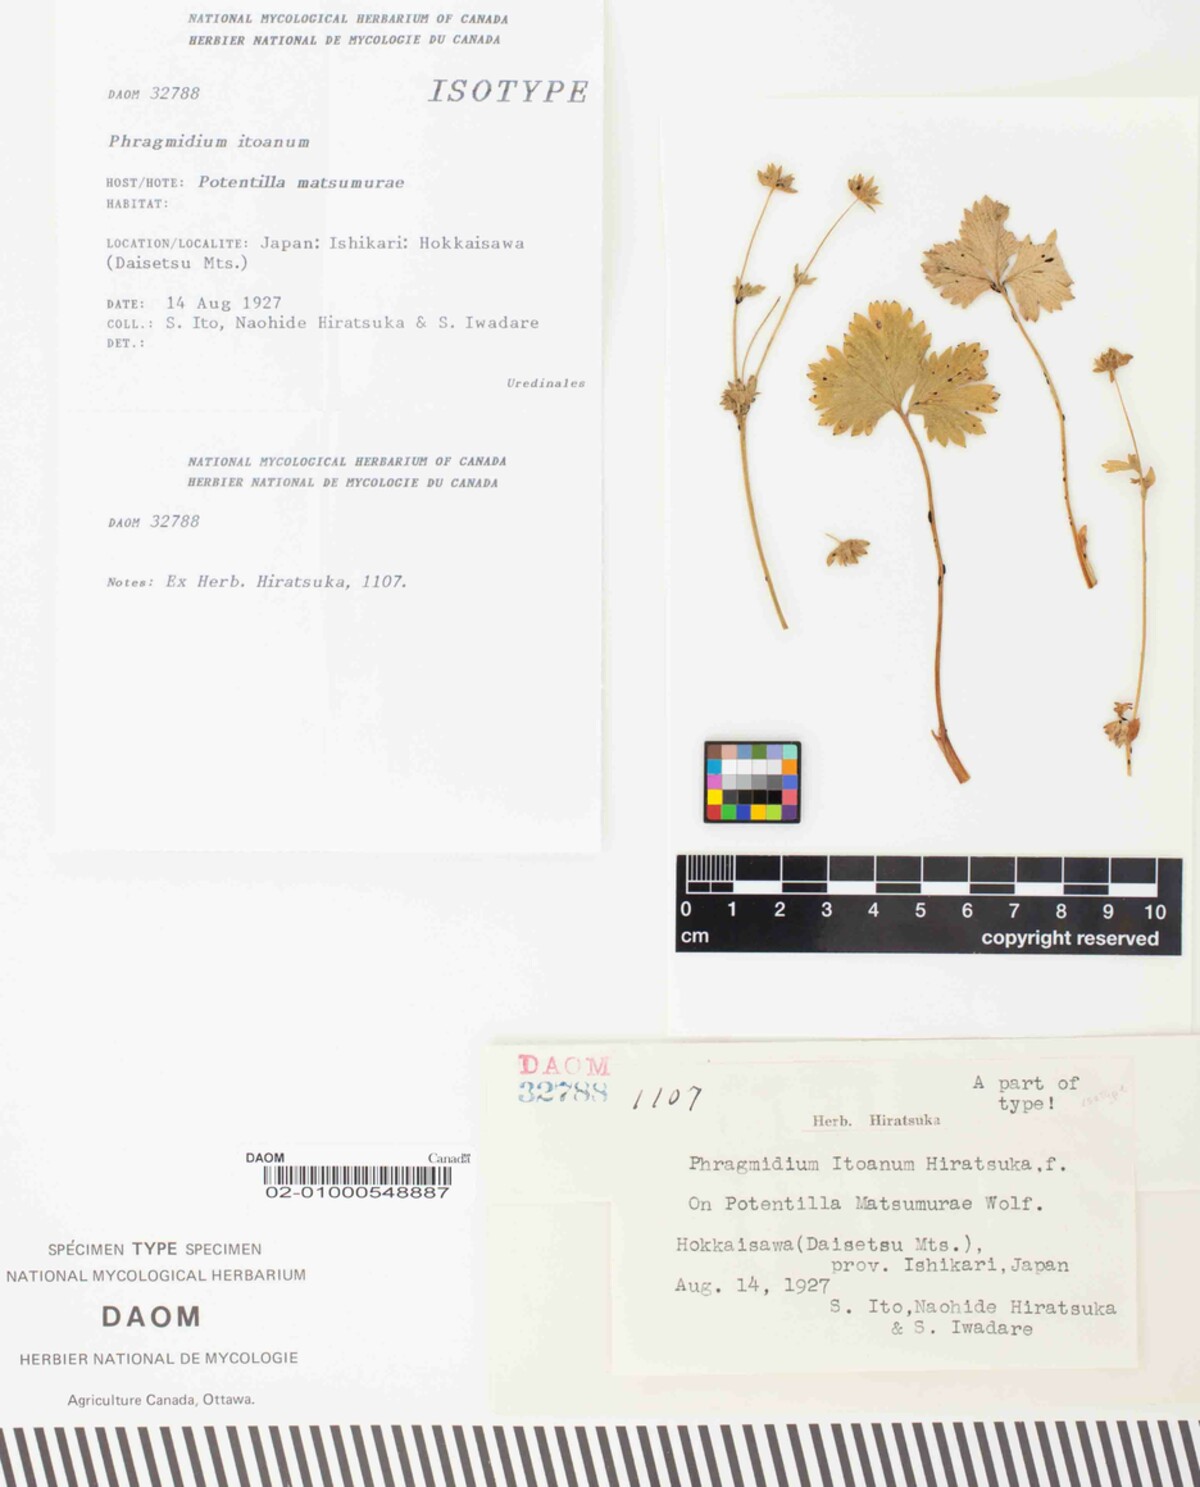 NATIONAL MYCOLOGICAL HERBARIUM OF CANADA
HERBIER NATIONAL DE MYCOLOGIE DU CANADA
DAOM 32788
ISOTYPE
Phragmidium itoanum
HOST/HOTE: Potentilla matsumurae
HABITAT:
LOCATION/LOCALITE: Japan: Ishikari: Hokkaisawa
(Daisetsu Mts.)
DATE: 14 Aug 1927
COLL.: S. Ito, Naohide Hiratsuka & S. Iwadare
DET.:
Uredinales
NATIONAL MYCOLOGICAL HERBARIUM OF CANADA
HERBIER NATIONAL DE MYCOLOGIE DU CANADA
DAOM 32788
Notes: Ex Herb. Hiratsuka, 1107.
0 1 2 3 4 5 6 7 8 9 10
cm copyright reserved
DAOM
32788
1107
A part of
type!
isotype
Herb. Hiratsuka
Phragmidium Itoanum Hiratsuka,f.
On Potentilla Matsumurae Wolf.
Hokkaisawa(Daisetsu Mts.),
prov. Ishikari,Japan
Aug. 14, 1927
S. Ito,Naohide Hiratsuka
& S. Iwadare
DAOM Canada
02-01000548887
SPÉCIMEN TYPE SPECIMEN
NATIONAL MYCOLOGICAL HERBARIUM
DAOM
HERBIER NATIONAL DE MYCOLOGIE
Agriculture Canada, Ottawa.